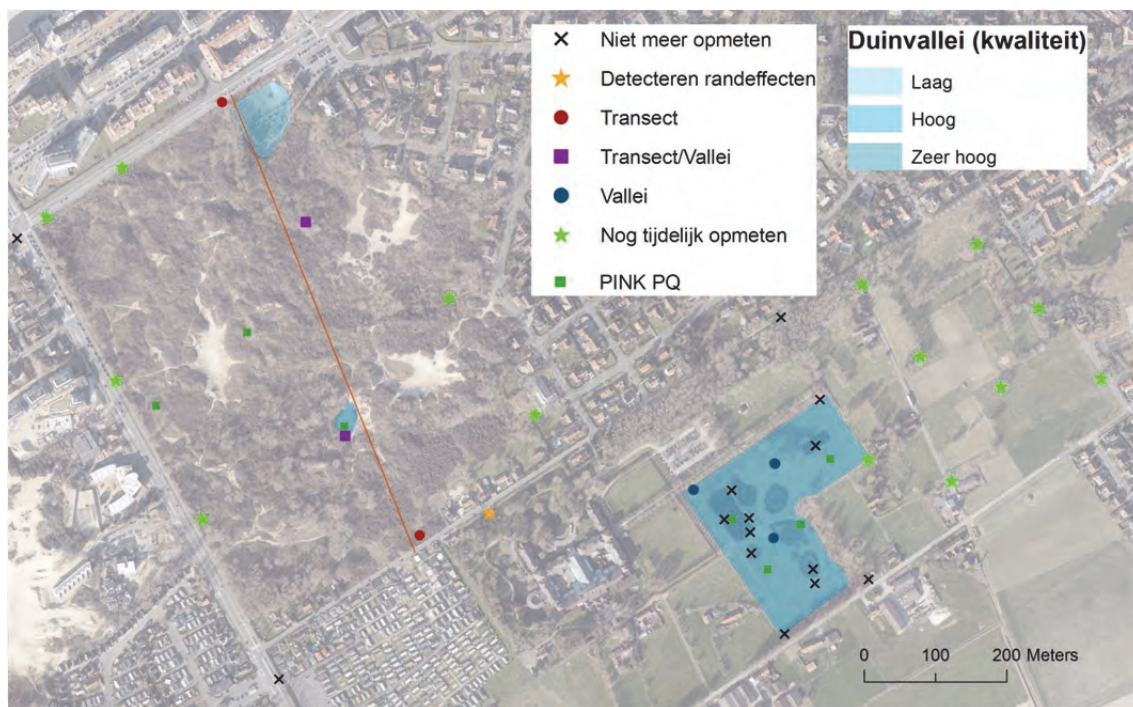 Niet meer opmeten
Detecteren randeffecten
Transect
Transect/Vallei
Vallei
Nog tijdelijk opmeten
PINK PQ
Duinvallei (kwaliteit)
Laag
Hoog
Zeer hoog
0 100 200 Meters